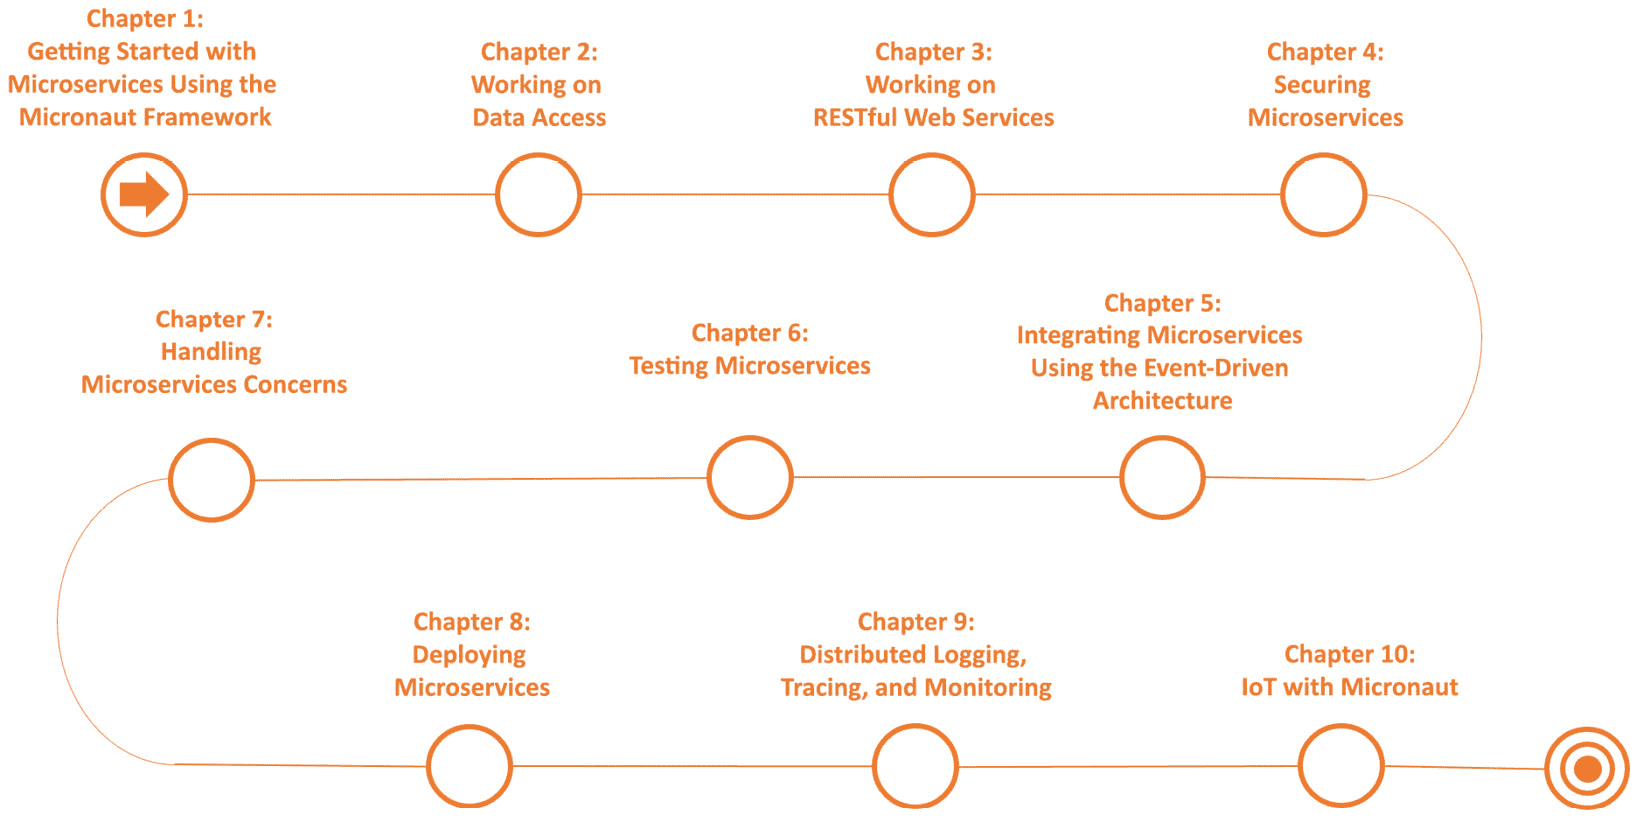 Chapter 1:
Getting Started with
Microservices Using the
Micronaut Framework
Chapter 2:
Working on
Data Access
Chapter 3:
Working on
RESTful Web Services
Chapter 4:
Securing
Microservices
Chapter 5:
Integrating Microservices
Using the Event-Driven
Architecture
Chapter 6:
Testing Microservices
Chapter 7:
Handling
Microservices Concerns
Chapter 8:
Deploying
Microservices
Chapter 9:
Distributed Logging,
Tracing, and Monitoring
Chapter 10:
IoT with Micronaut